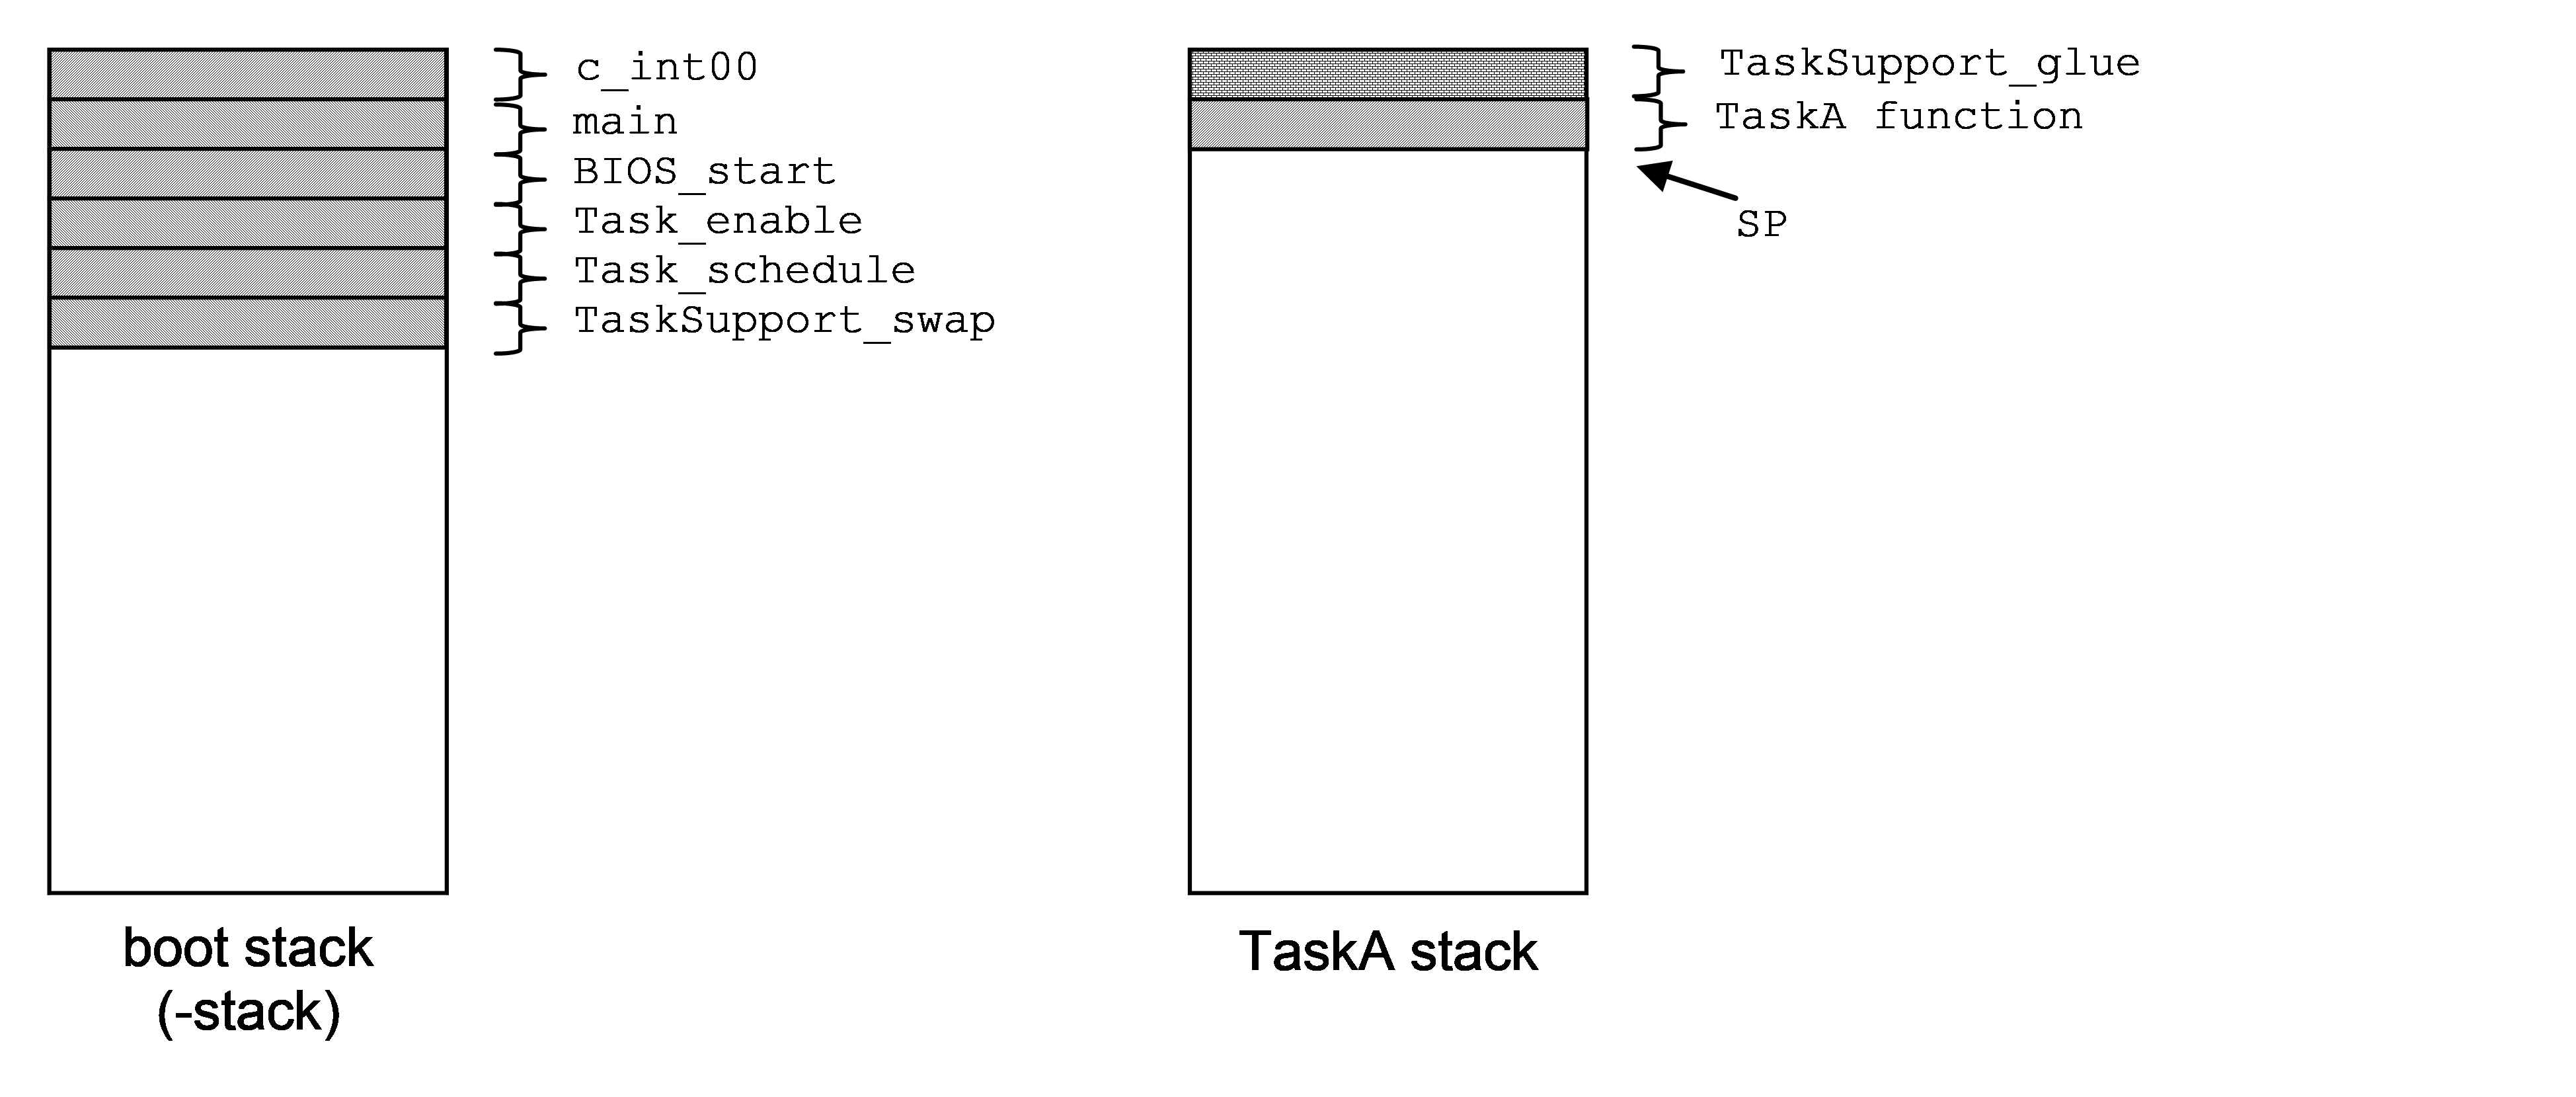 c_int00
main
BIOS_start
Task_enable
Task_schedule
TaskSupport_swap
boot stack
(-stack)
TaskSupport_glue
TaskA function
SP
TaskA stack